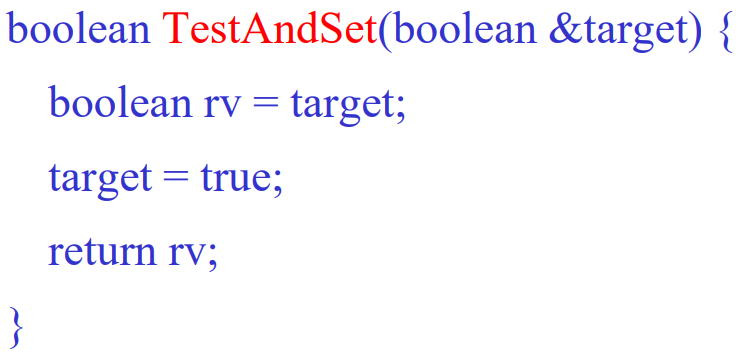 boolean TestAndSet(boolean &target) {
boolean rv = target;
target = true;
return rv;
}